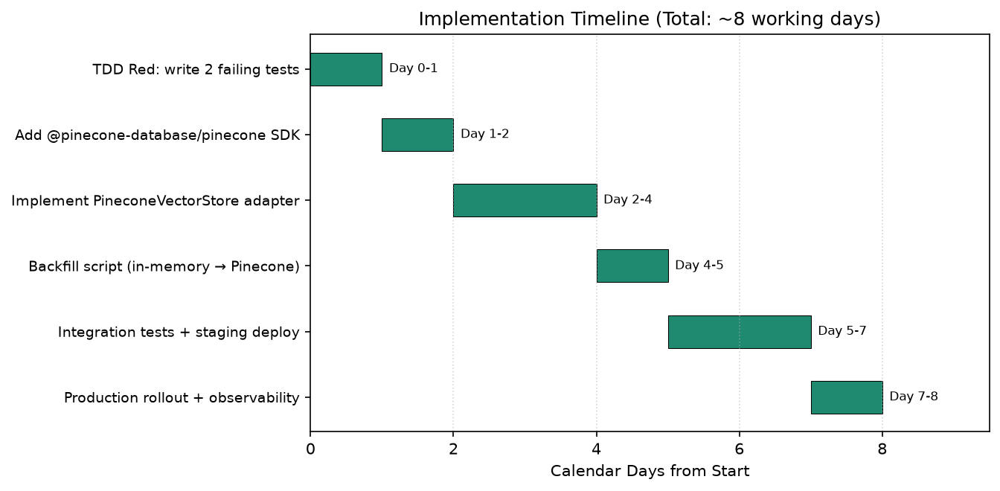 Implementation Timeline (Total: ~8 working days)
TDD Red: write 2 failing tests
Day 0-1
Add @pinecone-database/pinecone SDK
Day 1-2
Implement PineconeVectorStore adapter
Day 2-4
Backfill script (in-memory → Pinecone)
Day 4-5
Integration tests + staging deploy
Day 5-7
Production rollout + observability
Day 7-8
0 2 4 6 8
Calendar Days from Start